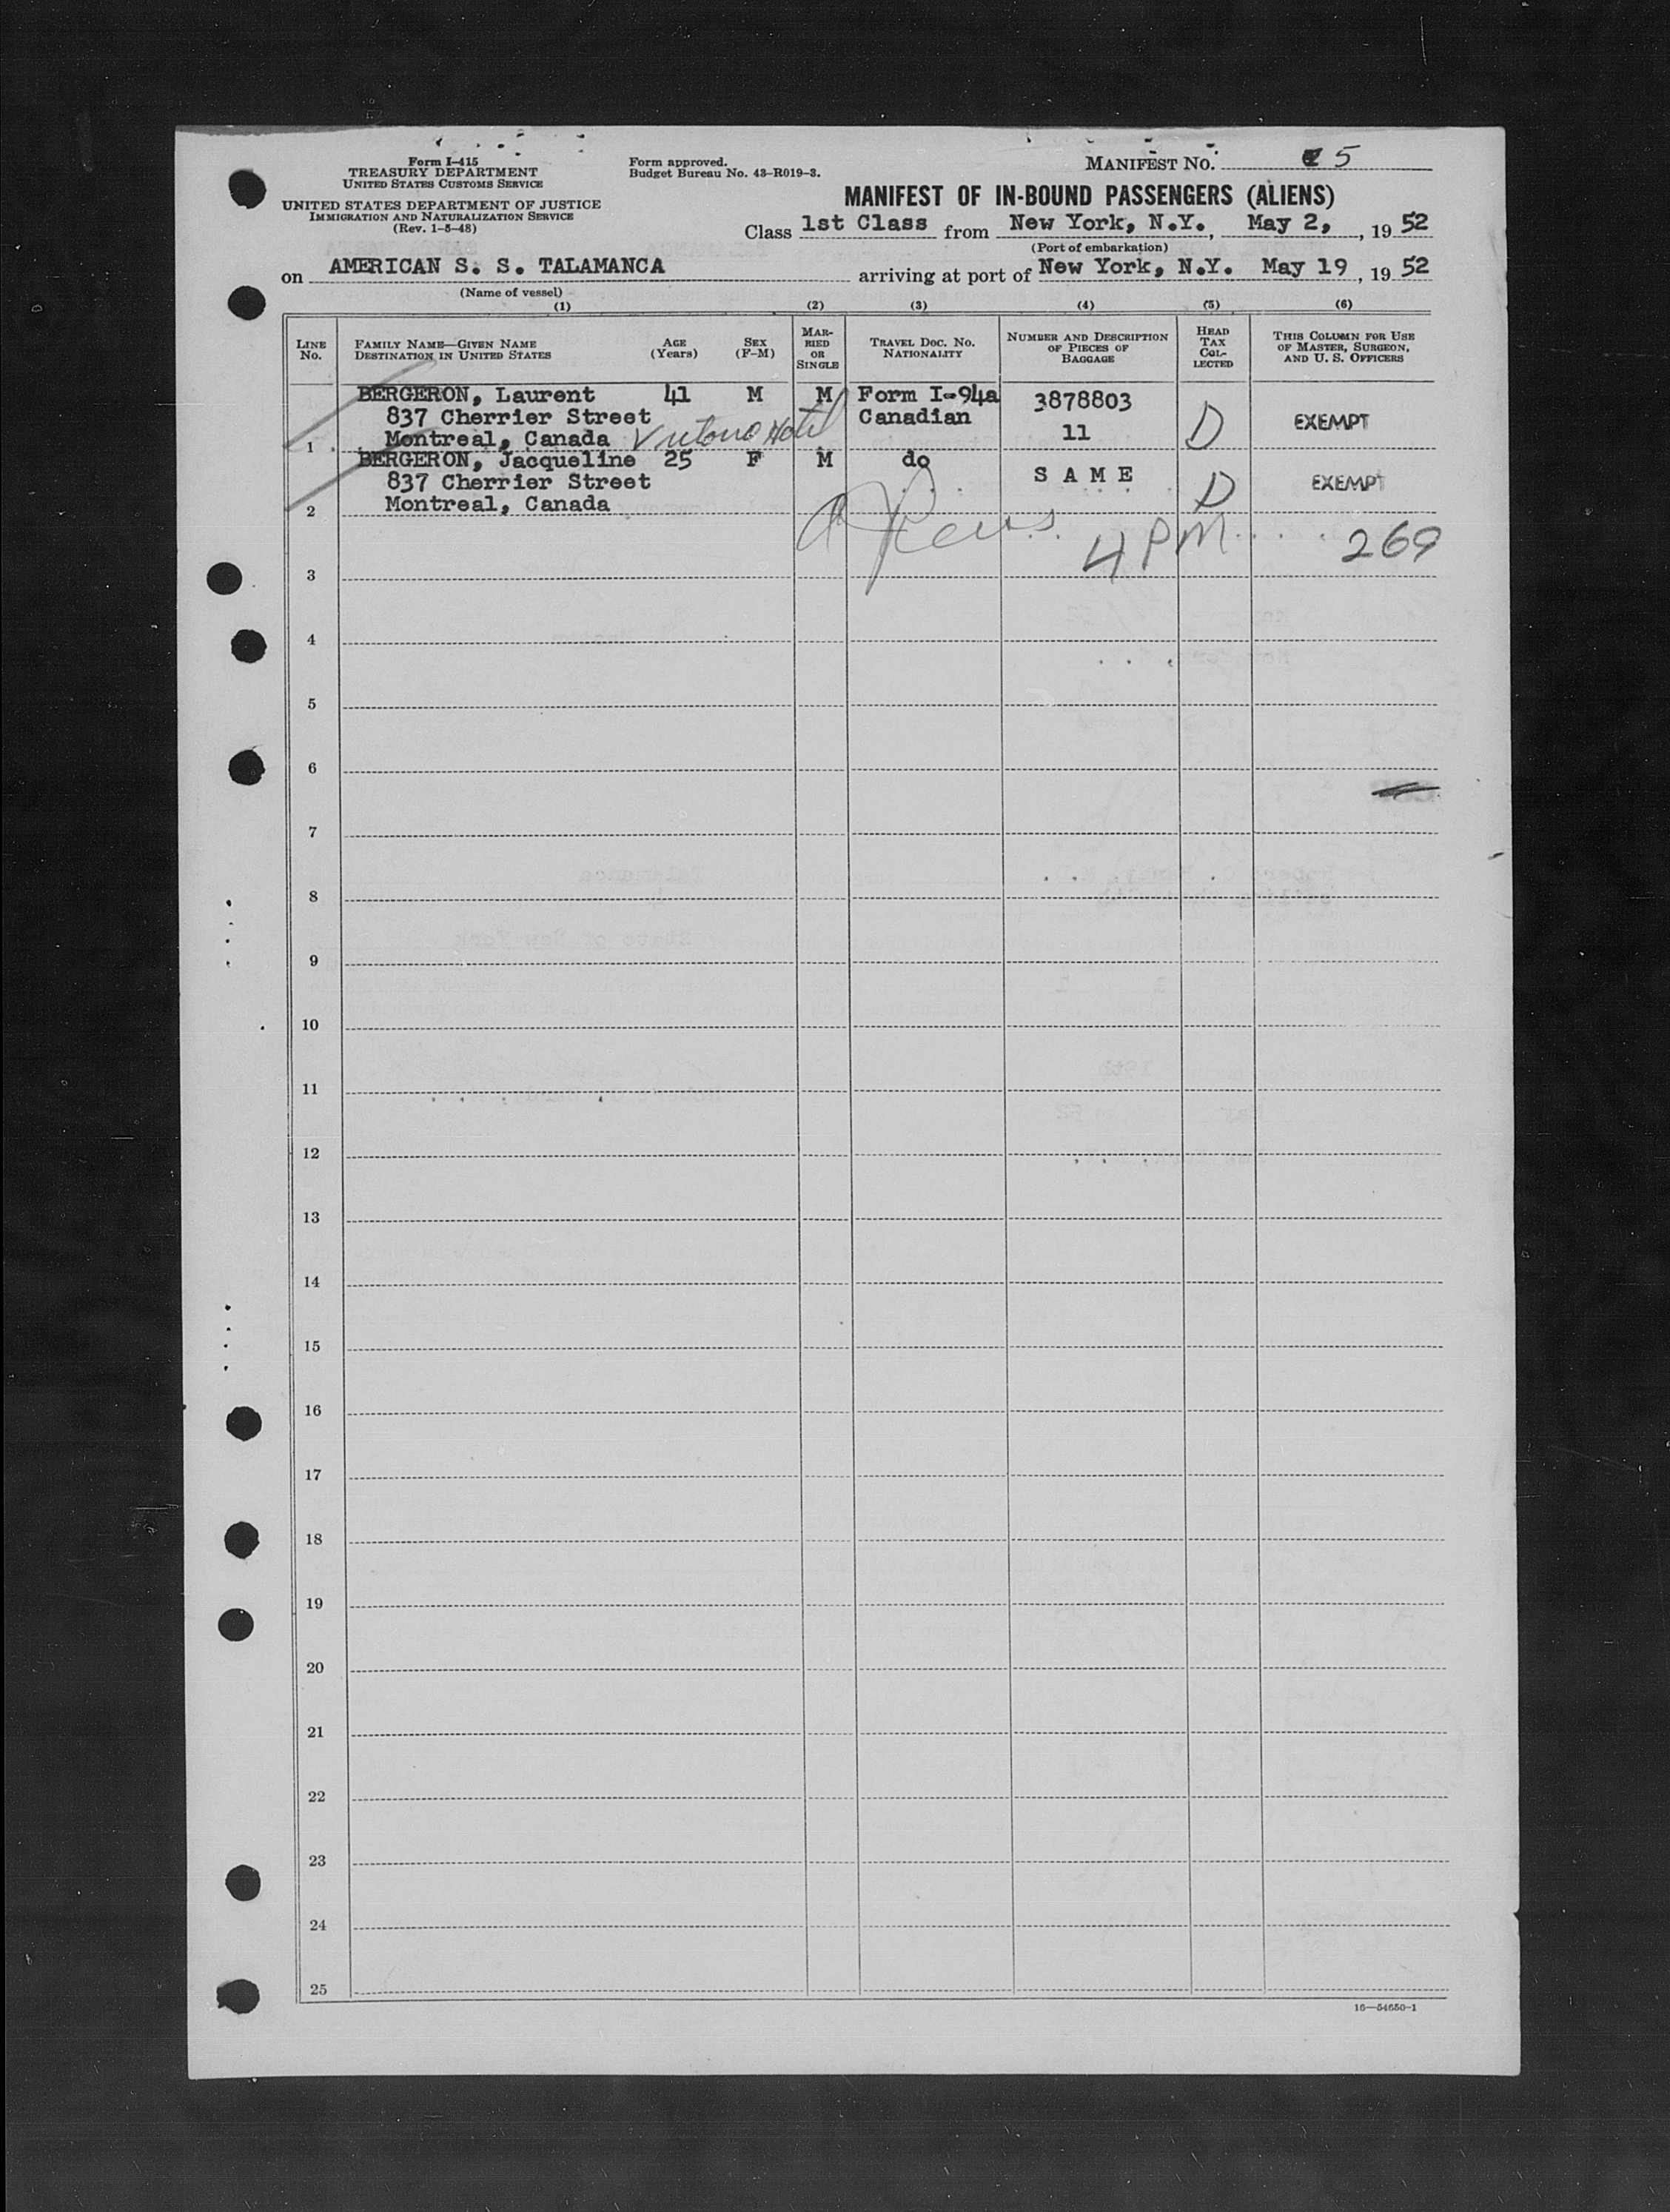 Form I-415
TREASURY DEPARTMENT
UNITED STATES CUSTOMS SERVICE
UNITED STATES DEPARTMENT OF JUSTICE
IMMIGRATION AND NATURALIZATION SERVICE
(Rev. 1-5-48)
Form approved.
Budget Bureau No. 43-R019-3.
MANIFEST NO. 5
MANIFEST OF IN-BOUND PASSENGERS (ALIENS)
Class 1st Class from New York, N.Y., May 2, , 19 52
(Port of embarkation)
on AMERICAN S. S. TALAMANCA arriving at port of New York, N.Y. May 19 , 19 52
(Name of vessel)
(1) (2) (3) (4) (5) (6)
LINE No. FAMILY NAME—GIVEN NAME DESTINATION IN UNITED STATES AGE (Years) SEX (F-M) MARRIED OR SINGLE TRAVEL DOC. NO. NATIONALITY NUMBER AND DESCRIPTION OF PIECES OF BAGGAGE HEAD TAX COLLECTED THIS COLUMN FOR USE OF MASTER, SURGEON, AND U. S. OFFICERS
BERGERON, Laurent 41 M M Form I-94a 3878803
837 Cherrier Street Canadian EXEMPT
1 Montreal, Canada Hotel 11 D
BERGERON, Jacqueline 25 F M do SAME
837 Cherrier Street D EXEMPT
2 Montreal, Canada
4 PM 269
3
4
5
6
7
8
9
10
11
12
13
14
15
16
17
18
19
20
21
22
23
24
25
16—54650-1